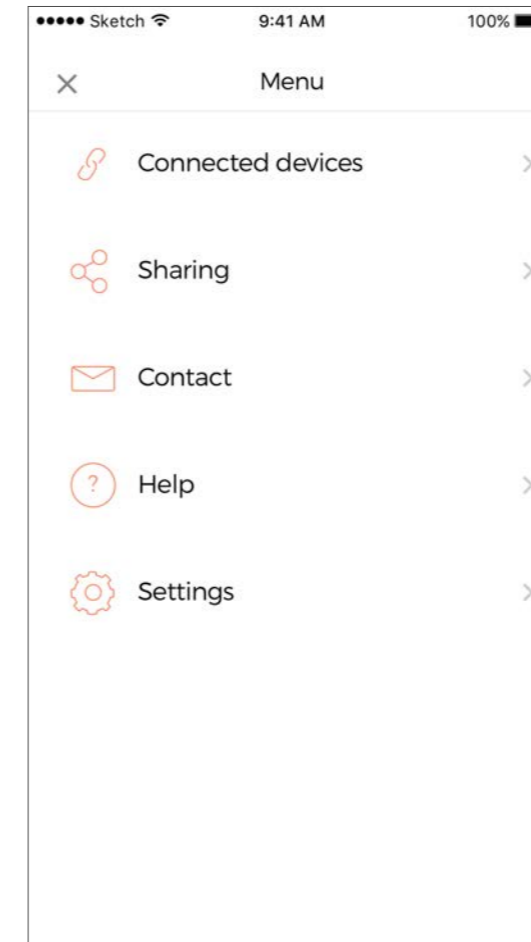 Sketch 9:41 AM 100%
Menu
Connected devices
Sharing
Contact
? Help
Settings